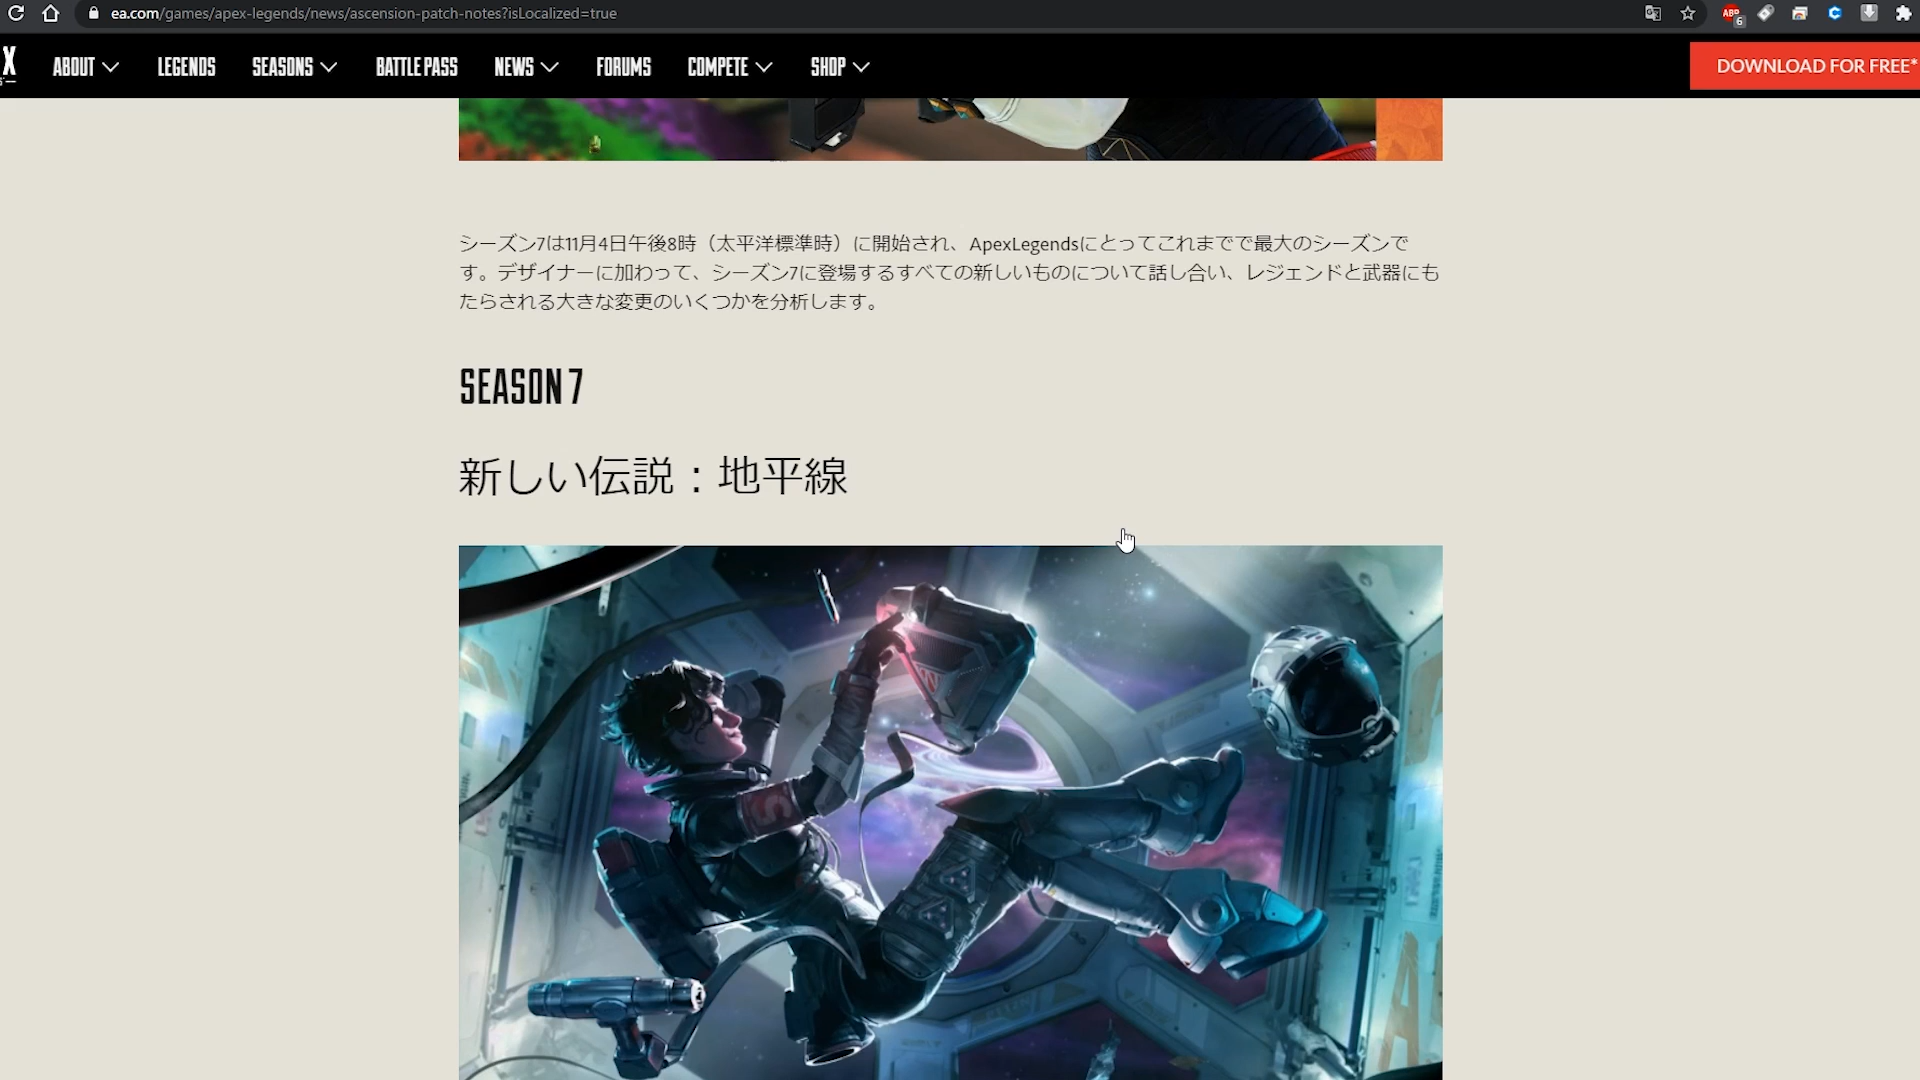 ea.com/games/apex-legends/news/ascension-patch-notes?isLocalized=true
ABP
6
X
ABOUT
LEGENDS
SEASONS
BATTLE PASS
NEWS
FORUMS
COMPETE
SHOP
DOWNLOAD FOR FREE*
シーズン7は11月4日午後8時（太平洋標準時）に開始され、ApexLegendsにとってこれまでで最大のシーズンで
す。デザイナーに加わって、シーズン7に登場するすべての新しいものについて話し合い、レジェンドと武器にも
たらされる大きな変更のいくつかを分析します。
SEASON 7
新しい伝説：地平線